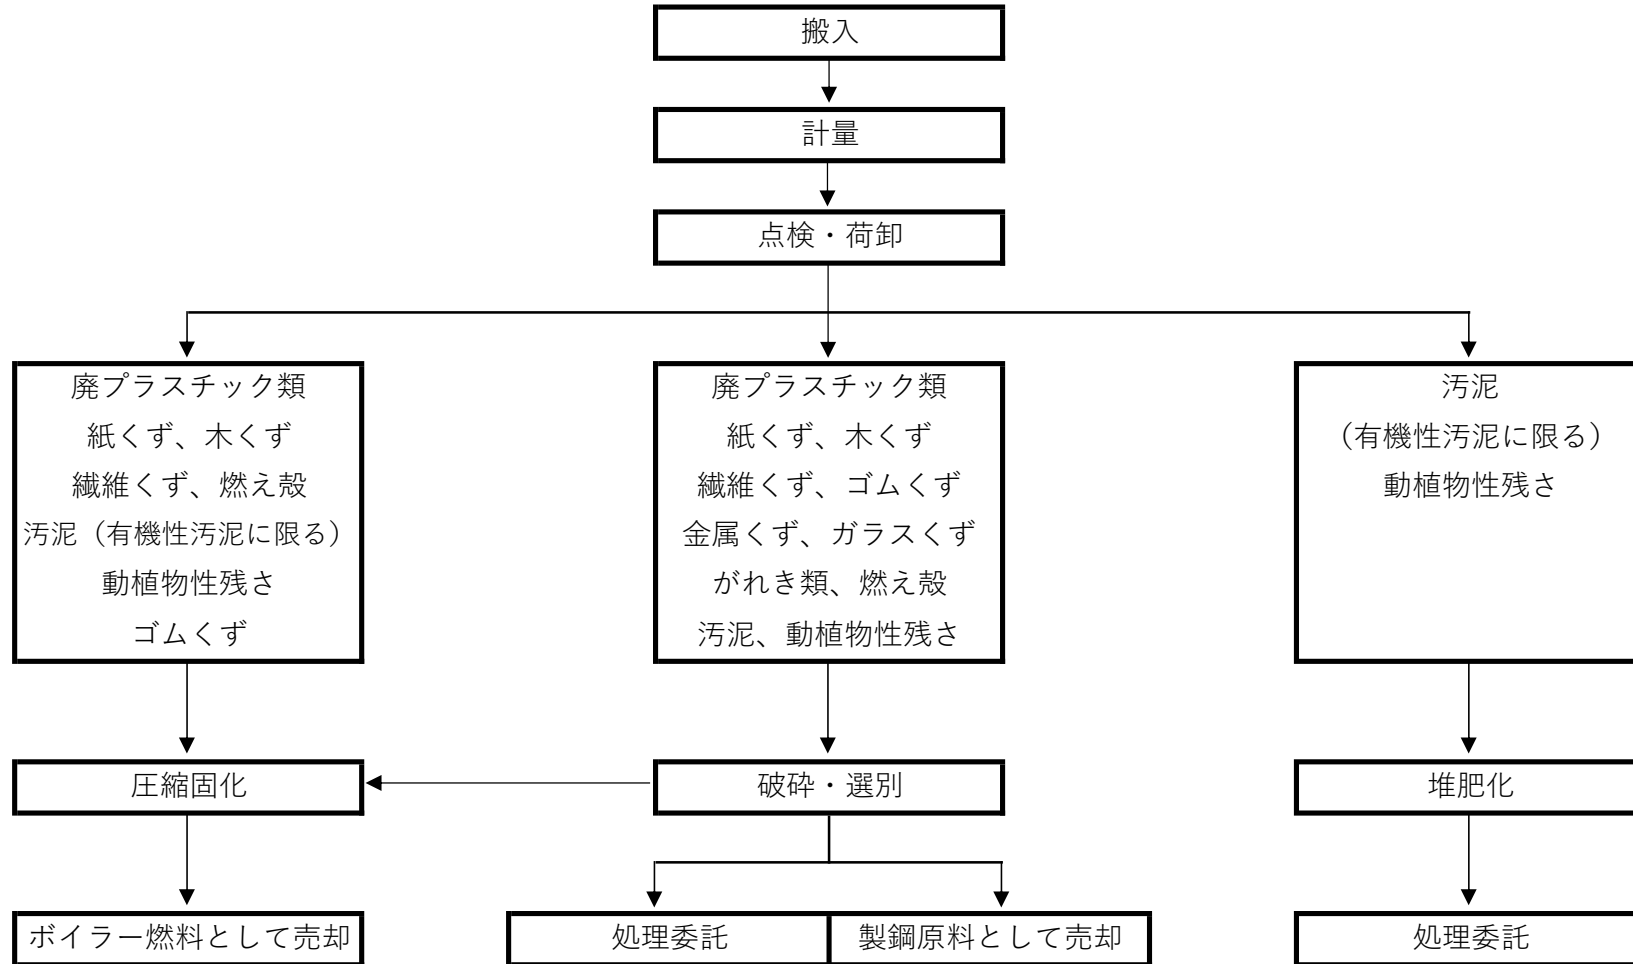 搬入
計量
点検・荷卸
廃プラスチック類
紙くず、木くず
繊維くず、燃え殻
汚泥（有機性汚泥に限る）
動植物性残さ
ゴムくず
廃プラスチック類
紙くず、木くず
繊維くず、ゴムくず
金属くず、ガラスくず
がれき類、燃え殻
汚泥、動植物性残さ
汚泥
（有機性汚泥に限る）
動植物性残さ
圧縮固化
破砕・選別
堆肥化
ボイラー燃料として売却
処理委託
製鋼原料として売却
処理委託